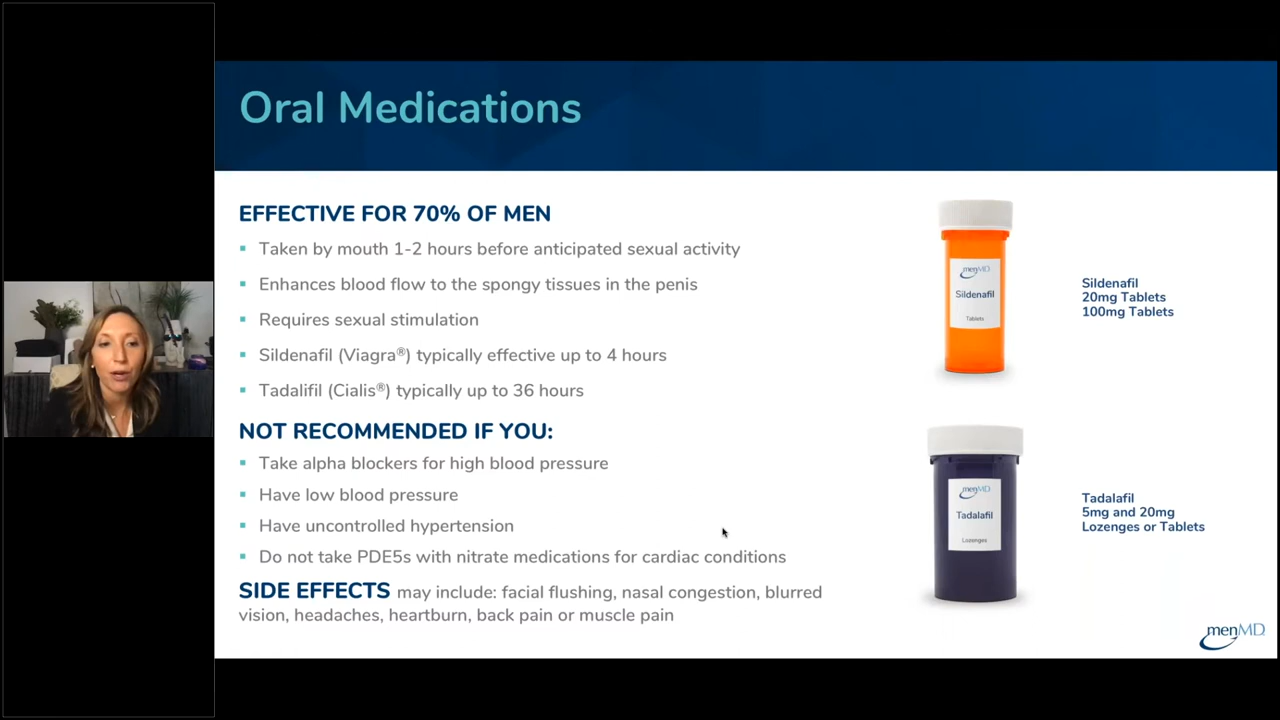 Oral Medications
EFFECTIVE FOR 70% OF MEN
Taken by mouth 1-2 hours before anticipated sexual activity
Enhances blood flow to the spongy tissues in the penis
Requires sexual stimulation
Sildenafil (Viagra®) typically effective up to 4 hours
Tadalifil (Cialis®) typically up to 36 hours
NOT RECOMMENDED IF YOU:
Take alpha blockers for high blood pressure
Have low blood pressure
Have uncontrolled hypertension
Do not take PDE5s with nitrate medications for cardiac conditions
SIDE EFFECTS may include: facial flushing, nasal congestion, blurred
vision, headaches, heartburn, back pain or muscle pain
menMD
Sildenafil
Tablets
Sildenafil
20mg Tablets
100mg Tablets
menMD
Tadalafil
Lozenges
Tadalafil
5mg and 20mg
Lozenges or Tablets
menMD